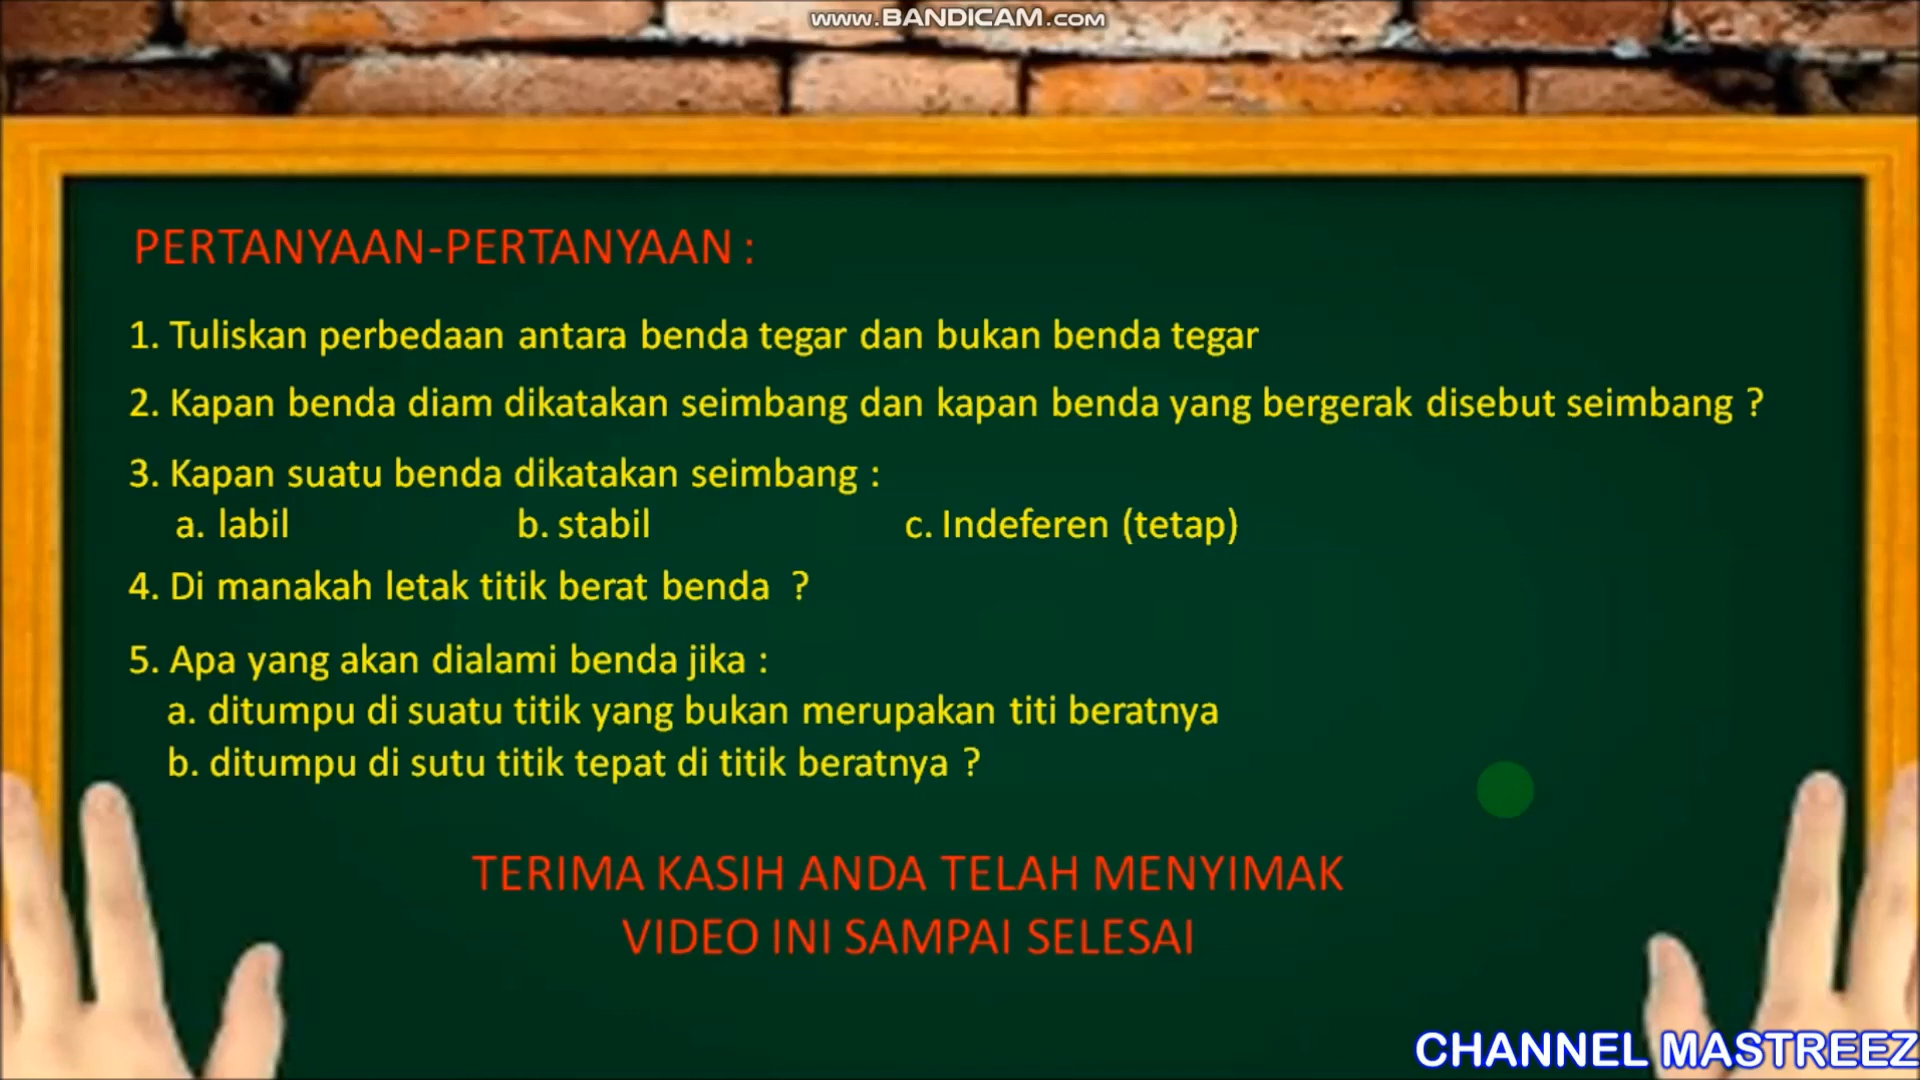 www.BANDICAM.com
PERTANYAAN-PERTANYAAN :
1. Tuliskan perbedaan antara benda tegar dan bukan benda tegar
2. Kapan benda diam dikatakan seimbang dan kapan benda yang bergerak disebut seimbang ?
3. Kapan suatu benda dikatakan seimbang :
a. labil b. stabil c. Indeferen (tetap)
4. Di manakah letak titik berat benda ?
5. Apa yang akan dialami benda jika :
a. ditumpu di suatu titik yang bukan merupakan titi beratnya
b. ditumpu di sutu titik tepat di titik beratnya ?
TERIMA KASIH ANDA TELAH MENYIMAK
VIDEO INI SAMPAI SELESAI
CHANNEL MASTREEZ